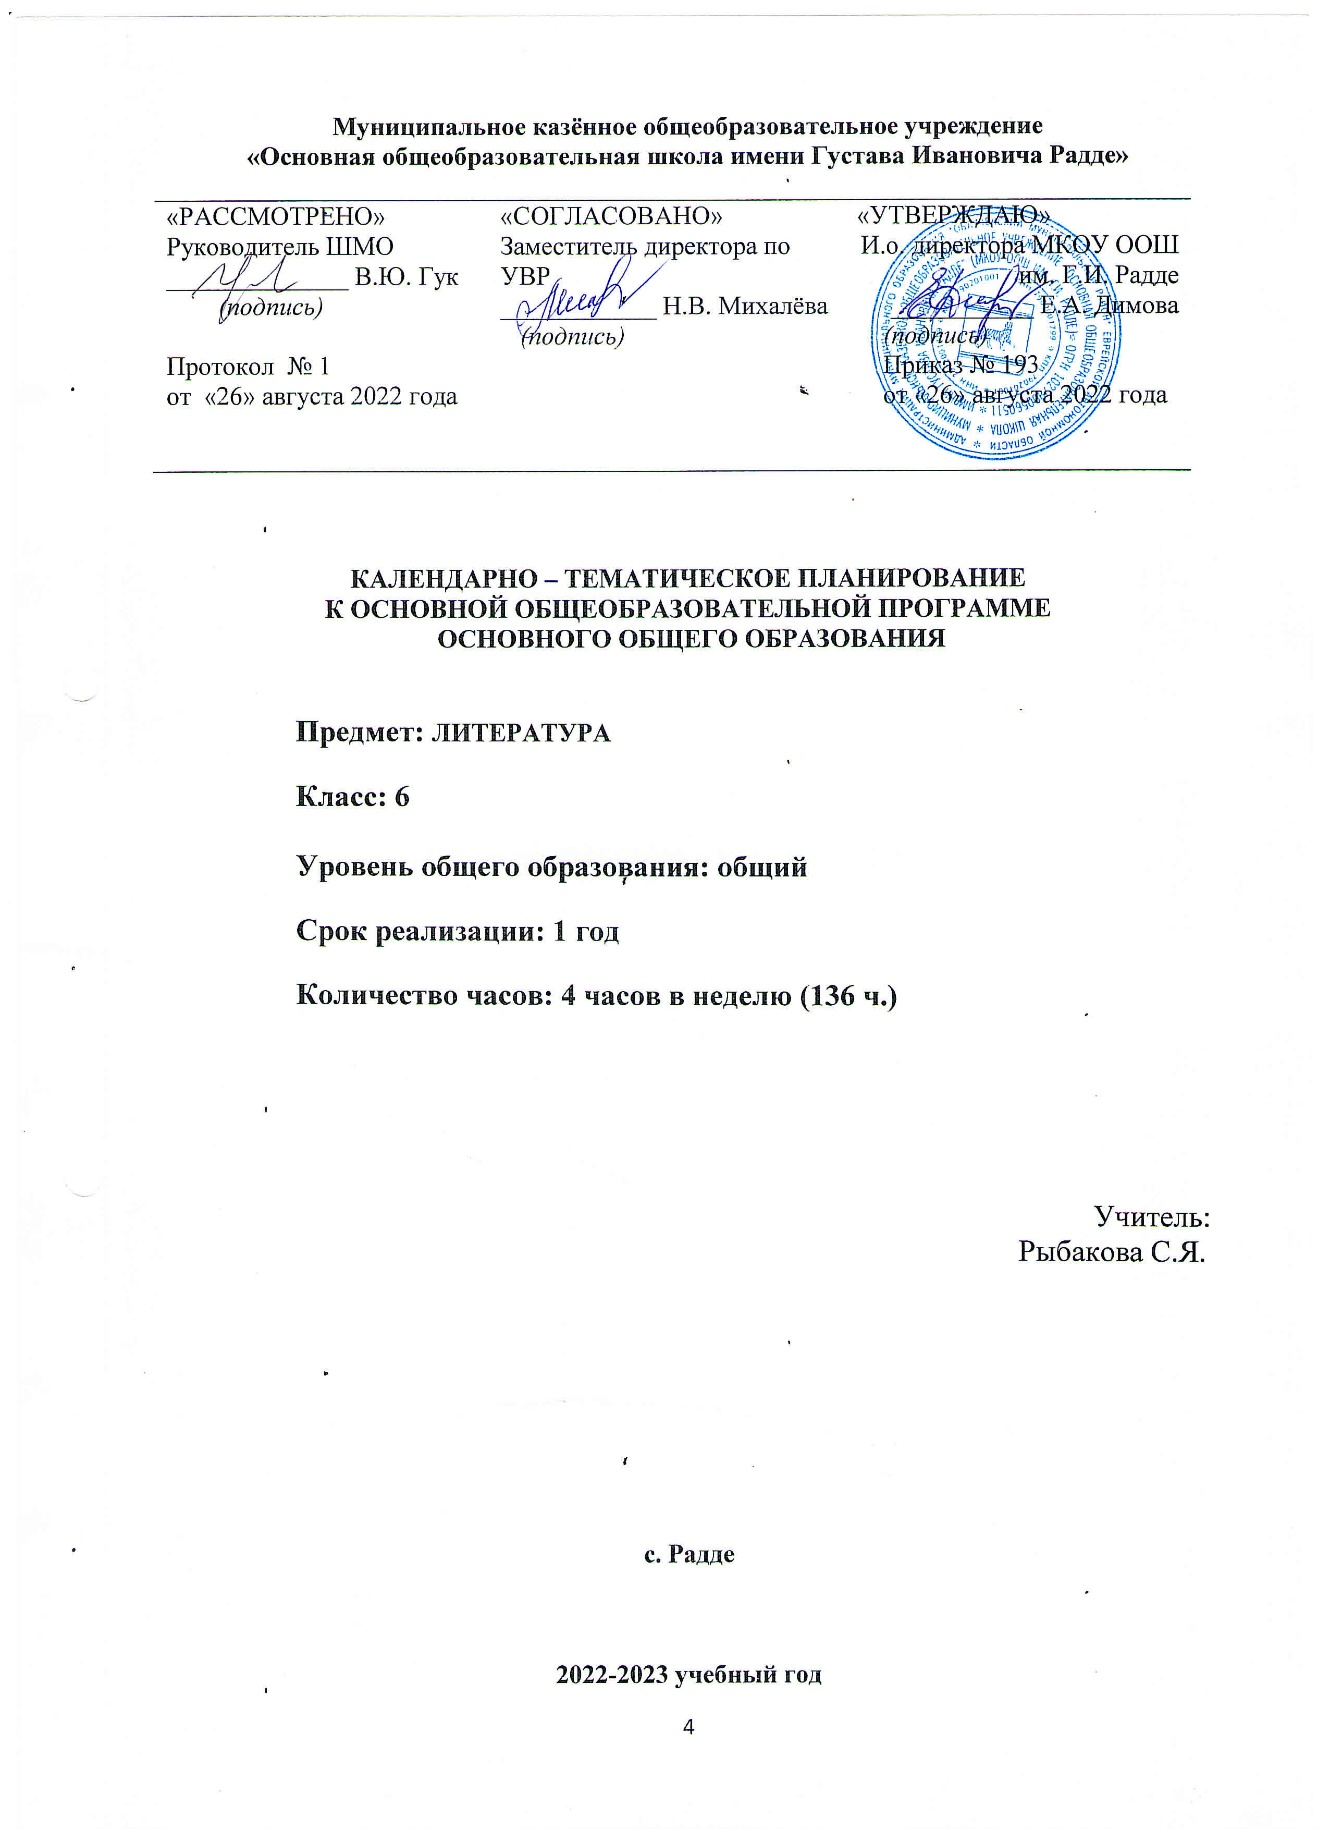 Муниципальное казённое общеобразовательное учреждение
«Основная общеобразовательная школа имени Густава Ивановича Радде»
«РАССМОТРЕНО»
Руководитель ШМО
______________ В.Ю. Гук
(подпись)
Протокол № 1
от «26» августа 2022 года
«СОГЛАСОВАНО»
Заместитель директора по
УВР
____________ Н.В. Михалёва
(подпись)
«УТВЕРЖДАЮ»
И.о. директора МКОУ ООШ
им. Г.И. Радде
___________ Е.А. Димова
(подпись)
Приказ № 193
от «26» августа 2022 года
КАЛЕНДАРНО – ТЕМАТИЧЕСКОЕ ПЛАНИРОВАНИЕ
К ОСНОВНОЙ ОБЩЕОБРАЗОВАТЕЛЬНОЙ ПРОГРАММЕ
ОСНОВНОГО ОБЩЕГО ОБРАЗОВАНИЯ
Предмет: ЛИТЕРАТУРА
Класс: 6
Уровень общего образования: общий
Срок реализации: 1 год
Количество часов: 4 часов в неделю (136 ч.)
Учитель:
Рыбакова С.Я.
с. Радде
2022-2023 учебный год
4